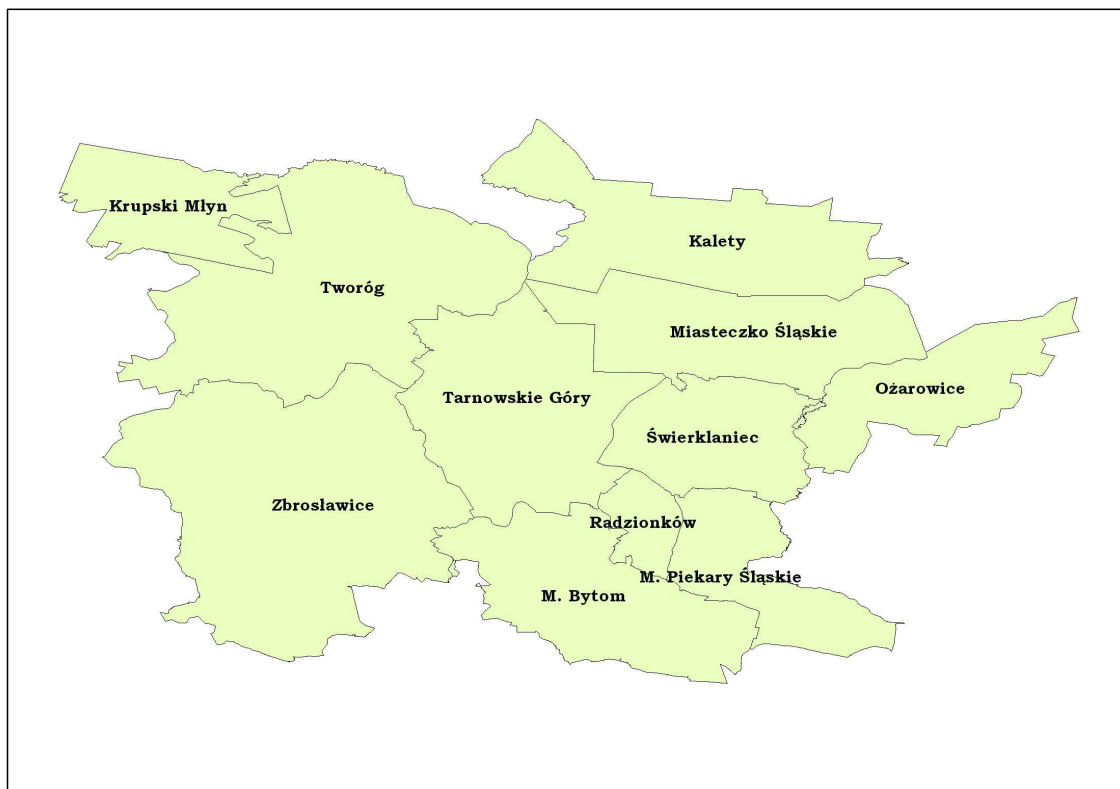 Krupski Młyn
Kalety
Tworóg
Miasteczko Śląskie
Ożarowice
Tarnowskie Góry
Świerklaniec
Zbrosławice
Radzionków
M. Piekary Śląskie
M. Bytom